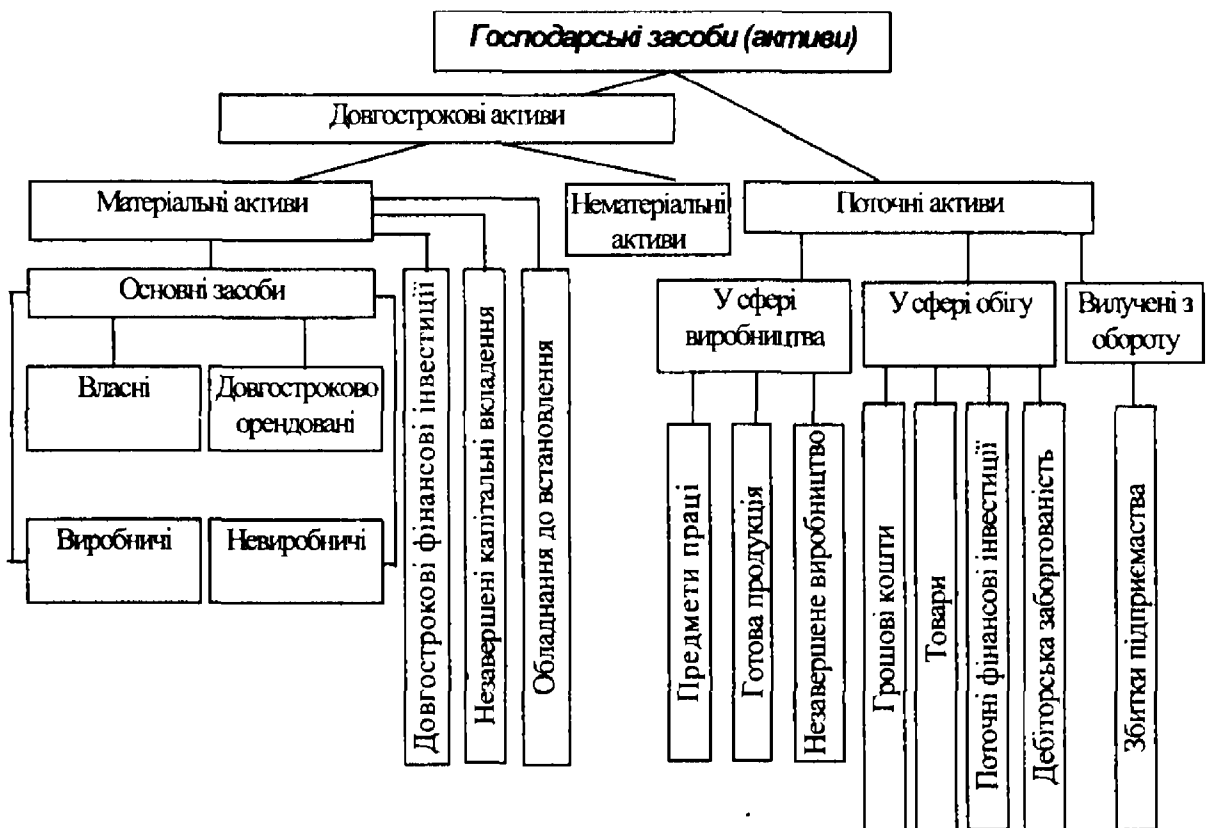 Господарські засоби (активи)
Довгострокові активи
Матеріальні активи
Нематеріальні
активи
Поточні активи
Основні засоби
Власні
Довгостроково
орендовані
Виробничі
Невиробничі
Довгострокові фінансові інвестиції
Незавершені капітальні вкладення
Обладнання до встановлення
У сфері
виробництва
У сфері обігу
Вилучені з
обороту
Предмети праці
Готова продукція
Незавершене виробництво
Грошові кошти
Товари
Поточні фінансові інвестиції
Дебіторська заборгованість
Збитки підприємаства